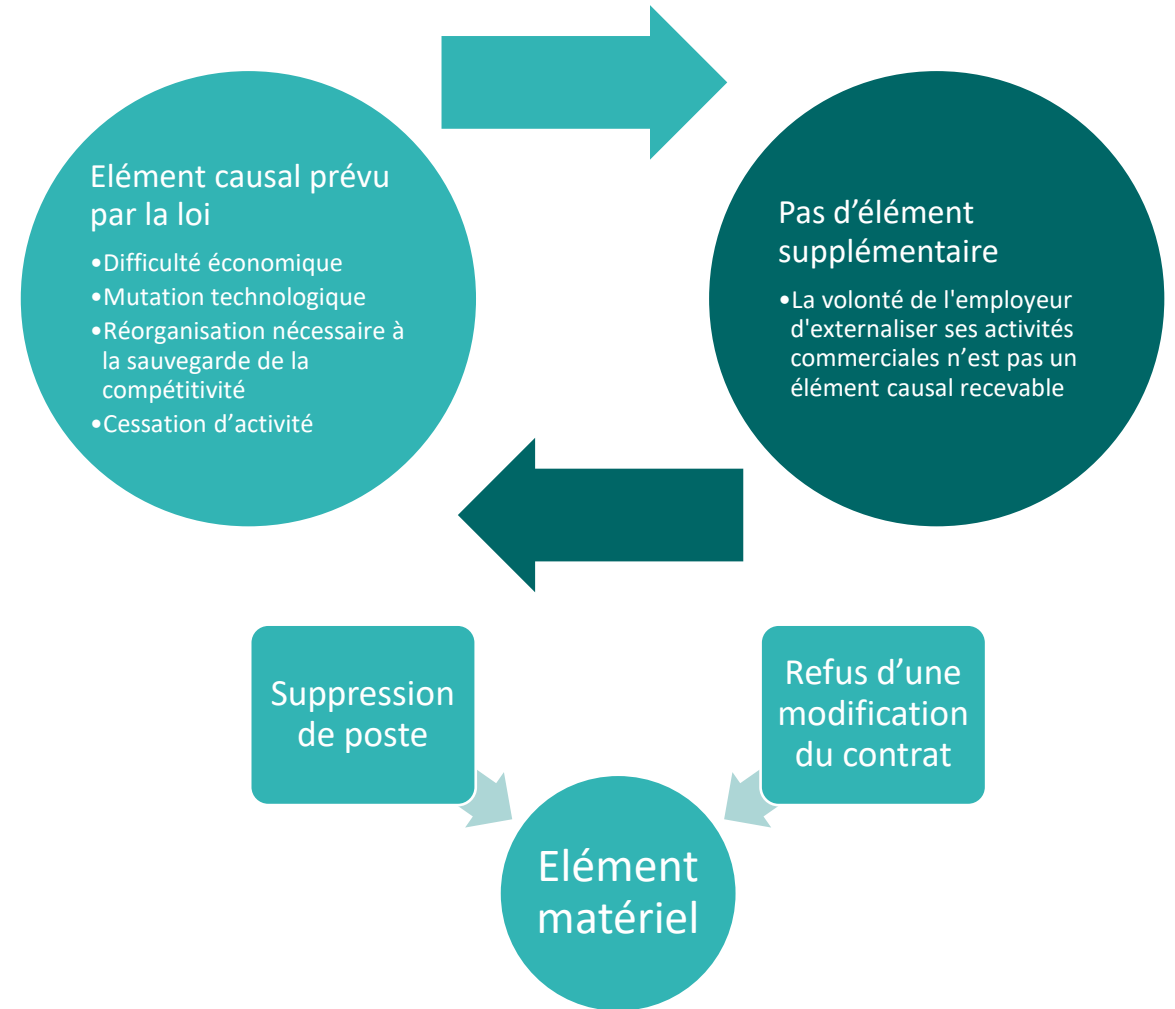 Elément causal prévu
par la loi
•Difficulté économique
•Mutation technologique
•Réorganisation nécessaire à
la sauvegarde de la
compétitivité
•Cessation d’activité
Pas d’élément
supplémentaire
•La volonté de l'employeur
d'externaliser ses activités
commerciales n’est pas un
élément causal recevable
Suppression
de poste
Refus d’une
modification
du contrat
Elément
matériel